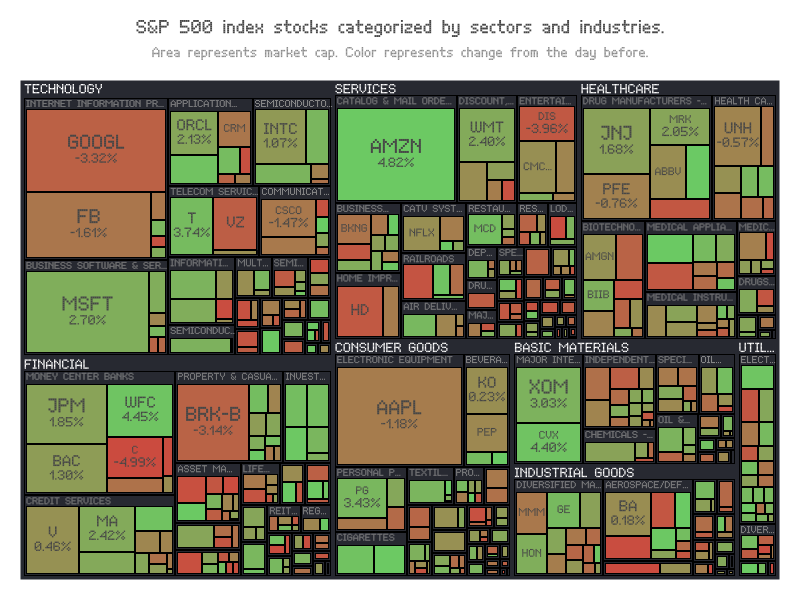 S&P 500 index stocks categorized by sectors and industries.
Area represents market cap. Color represents change from the day before.
TECHNOLOGY
INTERNET INFORMATION PR...
GOOGL
-3.32%
FB
-1.61%
APPLICATION...
ORCL
2.13%
CRM
SEMICONDUCTO...
INTC
1.07%
TELECOM SERVIC...
T
3.74%
VZ
COMMUNICAT...
CSCO
-1.47%
BUSINESS SOFTWARE & SER...
MSFT
2.70%
INFORMATI...
MULT...
SEMI...
SEMICONDUC...
SERVICES
CATALOG & MAIL ORDE...
AMZN
4.82%
DISCOUNT,...
WMT
2.40%
ENTERTAI...
DIS
-3.96%
CMC...
BUSINESS...
BKNG
CATV SYST...
NFLX
RESTAU...
MCD
RES...
LOD...
RAILROADS
DEP...
SPE...
HOME IMPR...
HD
DRU...
AIR DELIV...
MAJ...
HEALTHCARE
DRUG MANUFACTURERS -...
JNJ
1.68%
MRK
2.05%
PFE
-0.76%
ABBV
HEALTH CA...
UNH
-0.57%
BIOTECHNO...
AMGN
BIIB
MEDICAL APPLIA...
MEDIC...
MEDICAL INSTRU...
DRUGS...
FINANCIAL
MONEY CENTER BANKS
JPM
1.85%
WFC
4.45%
BAC
1.30%
C
-4.99%
PROPERTY & CASUA...
BRK-B
-3.14%
INVEST...
CREDIT SERVICES
V
0.46%
MA
2.42%
ASSET MA...
LIFE...
REIT...
REG...
CONSUMER GOODS
ELECTRONIC EQUIPMENT
AAPL
-1.18%
BEVERA...
KO
0.23%
PEP
PERSONAL P...
PG
3.43%
TEXTIL...
PRO...
CIGARETTES
BASIC MATERIALS
MAJOR INTE...
XOM
3.03%
CVX
4.40%
INDEPENDENT...
SPECI...
OIL...
OIL &...
CHEMICALS -...
UTIL...
ELECT...
DIVER...
INDUSTRIAL GOODS
DIVERSIFIED MA...
MMM
GE
HON
AEROSPACE/DEF...
BA
0.18%